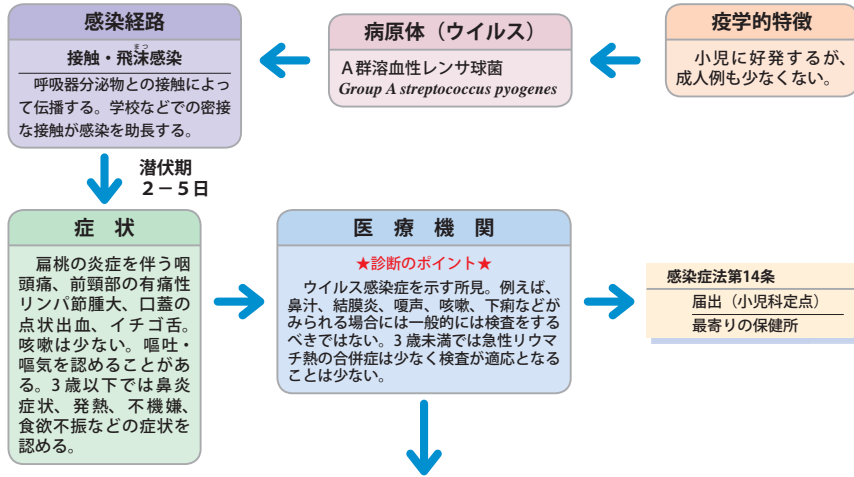 感染経路
接触・飛沫感染
まつ
呼吸器分泌物との接触によっ
て伝播する。学校などでの密接
な接触が感染を助長する。
病原体（ウイルス）
A群溶血性レンサ球菌
Group A streptococcus pyogenes
疫学的特徴
小児に好発するが、
成人例も少なくない。
潜伏期
2－5日
症　状
扁桃の炎症を伴う咽
頭痛、前頸部の有痛性
リンパ節腫大、口蓋の
点状出血、イチゴ舌。
咳嗽は少ない。嘔吐・
嘔気を認めることがあ
る。3歳以下では鼻炎
症状、発熱、不機嫌、
食欲不振などの症状を
認める。
医　療　機　関
★診断のポイント★
ウイルス感染症を示す所見。例えば、
鼻汁、結膜炎、嗄声、咳嗽、下痢などが
みられる場合には一般的には検査をする
べきではない。3歳未満では急性リウマ
チ熱の合併症は少なく検査が適応となる
ことは少ない。
感染症法第14条
届出（小児科定点）
最寄りの保健所